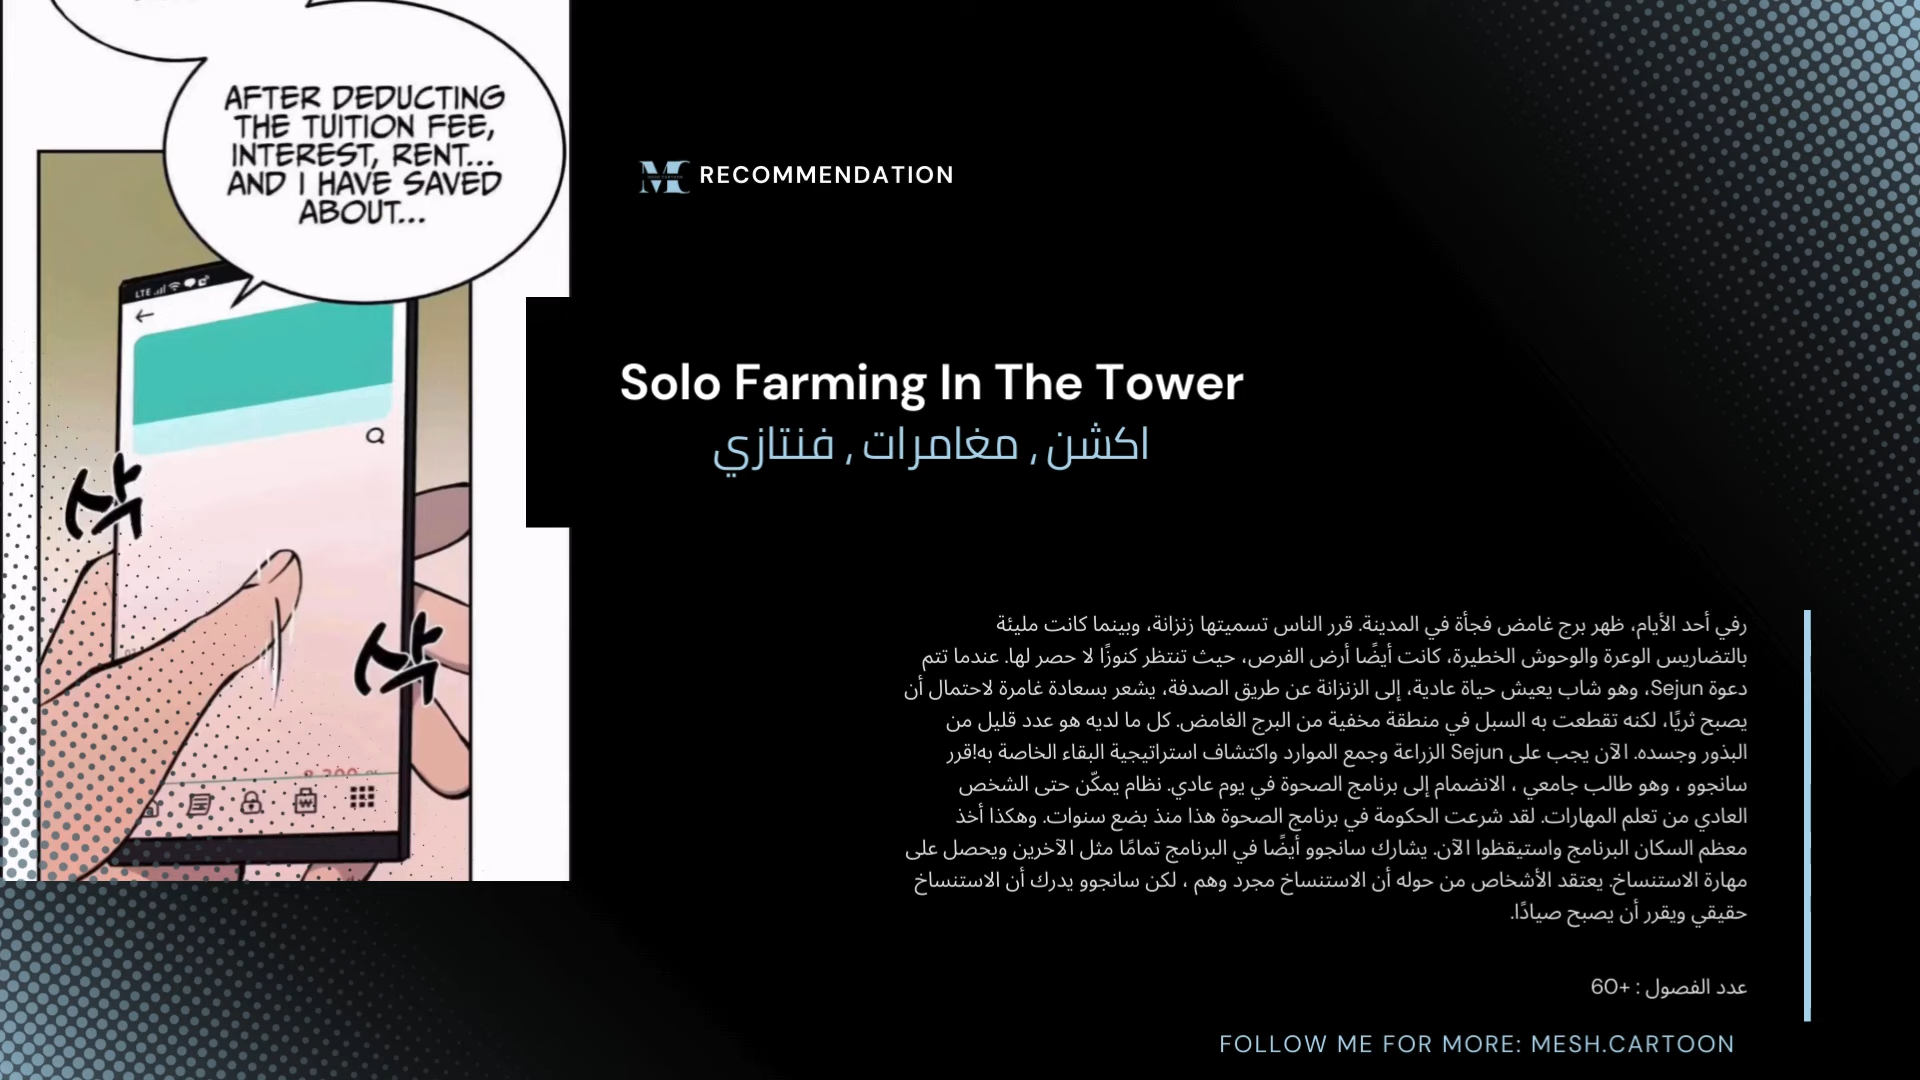 AFTER DEDUCTING
THE TUITION FEE,
INTEREST, RENT...
AND I HAVE SAVED
ABOUT...
LTE
삭
삭
RECOMMENDATION
Solo Farming In The Tower
اكشن , مغامرات , فنتازي
رفي أحد الأيام، ظهر برج غامض فجأة في المدينة. قرر الناس تسميتها زنزانة، وبينما كانت مليئة
بالتضاريس الوعرة والوحوش الخطيرة، كانت أيضًا أرض الفرص، حيث تنتظر كنوزًا لا حصر لها. عندما تتم
دعوة Sejun، وهو شاب يعيش حياة عادية، إلى الزنزانة عن طريق الصدفة، يشعر بسعادة غامرة لاحتمال أن
يصبح ثريًا، لكنه تقطعت به السبل في منطقة مخفية من البرج الغامض. كل ما لديه هو عدد قليل من
البذور وجسده. الآن يجب على Sejun الزراعة وجمع الموارد واكتشاف استراتيجية البقاء الخاصة به!قرر
سانجوو ، وهو طالب جامعي ، الانضمام إلى برنامج الصحوة في يوم عادي. نظام يمكّن حتى الشخص
العادي من تعلم المهارات. لقد شرعت الحكومة في برنامج الصحوة هذا منذ بضع سنوات. وهكذا أخذ
معظم السكان البرنامج واستيقظوا الآن. يشارك سانجوو أيضًا في البرنامج تمامًا مثل الآخرين ويحصل على
مهارة الاستنساخ. يعتقد الأشخاص من حوله أن الاستنساخ مجرد وهم ، لكن سانجوو يدرك أن الاستنساخ
حقيقي ويقرر أن يصبح صيادًا.
عدد الفصول : +60
FOLLOW ME FOR MORE: MESH.CARTOON